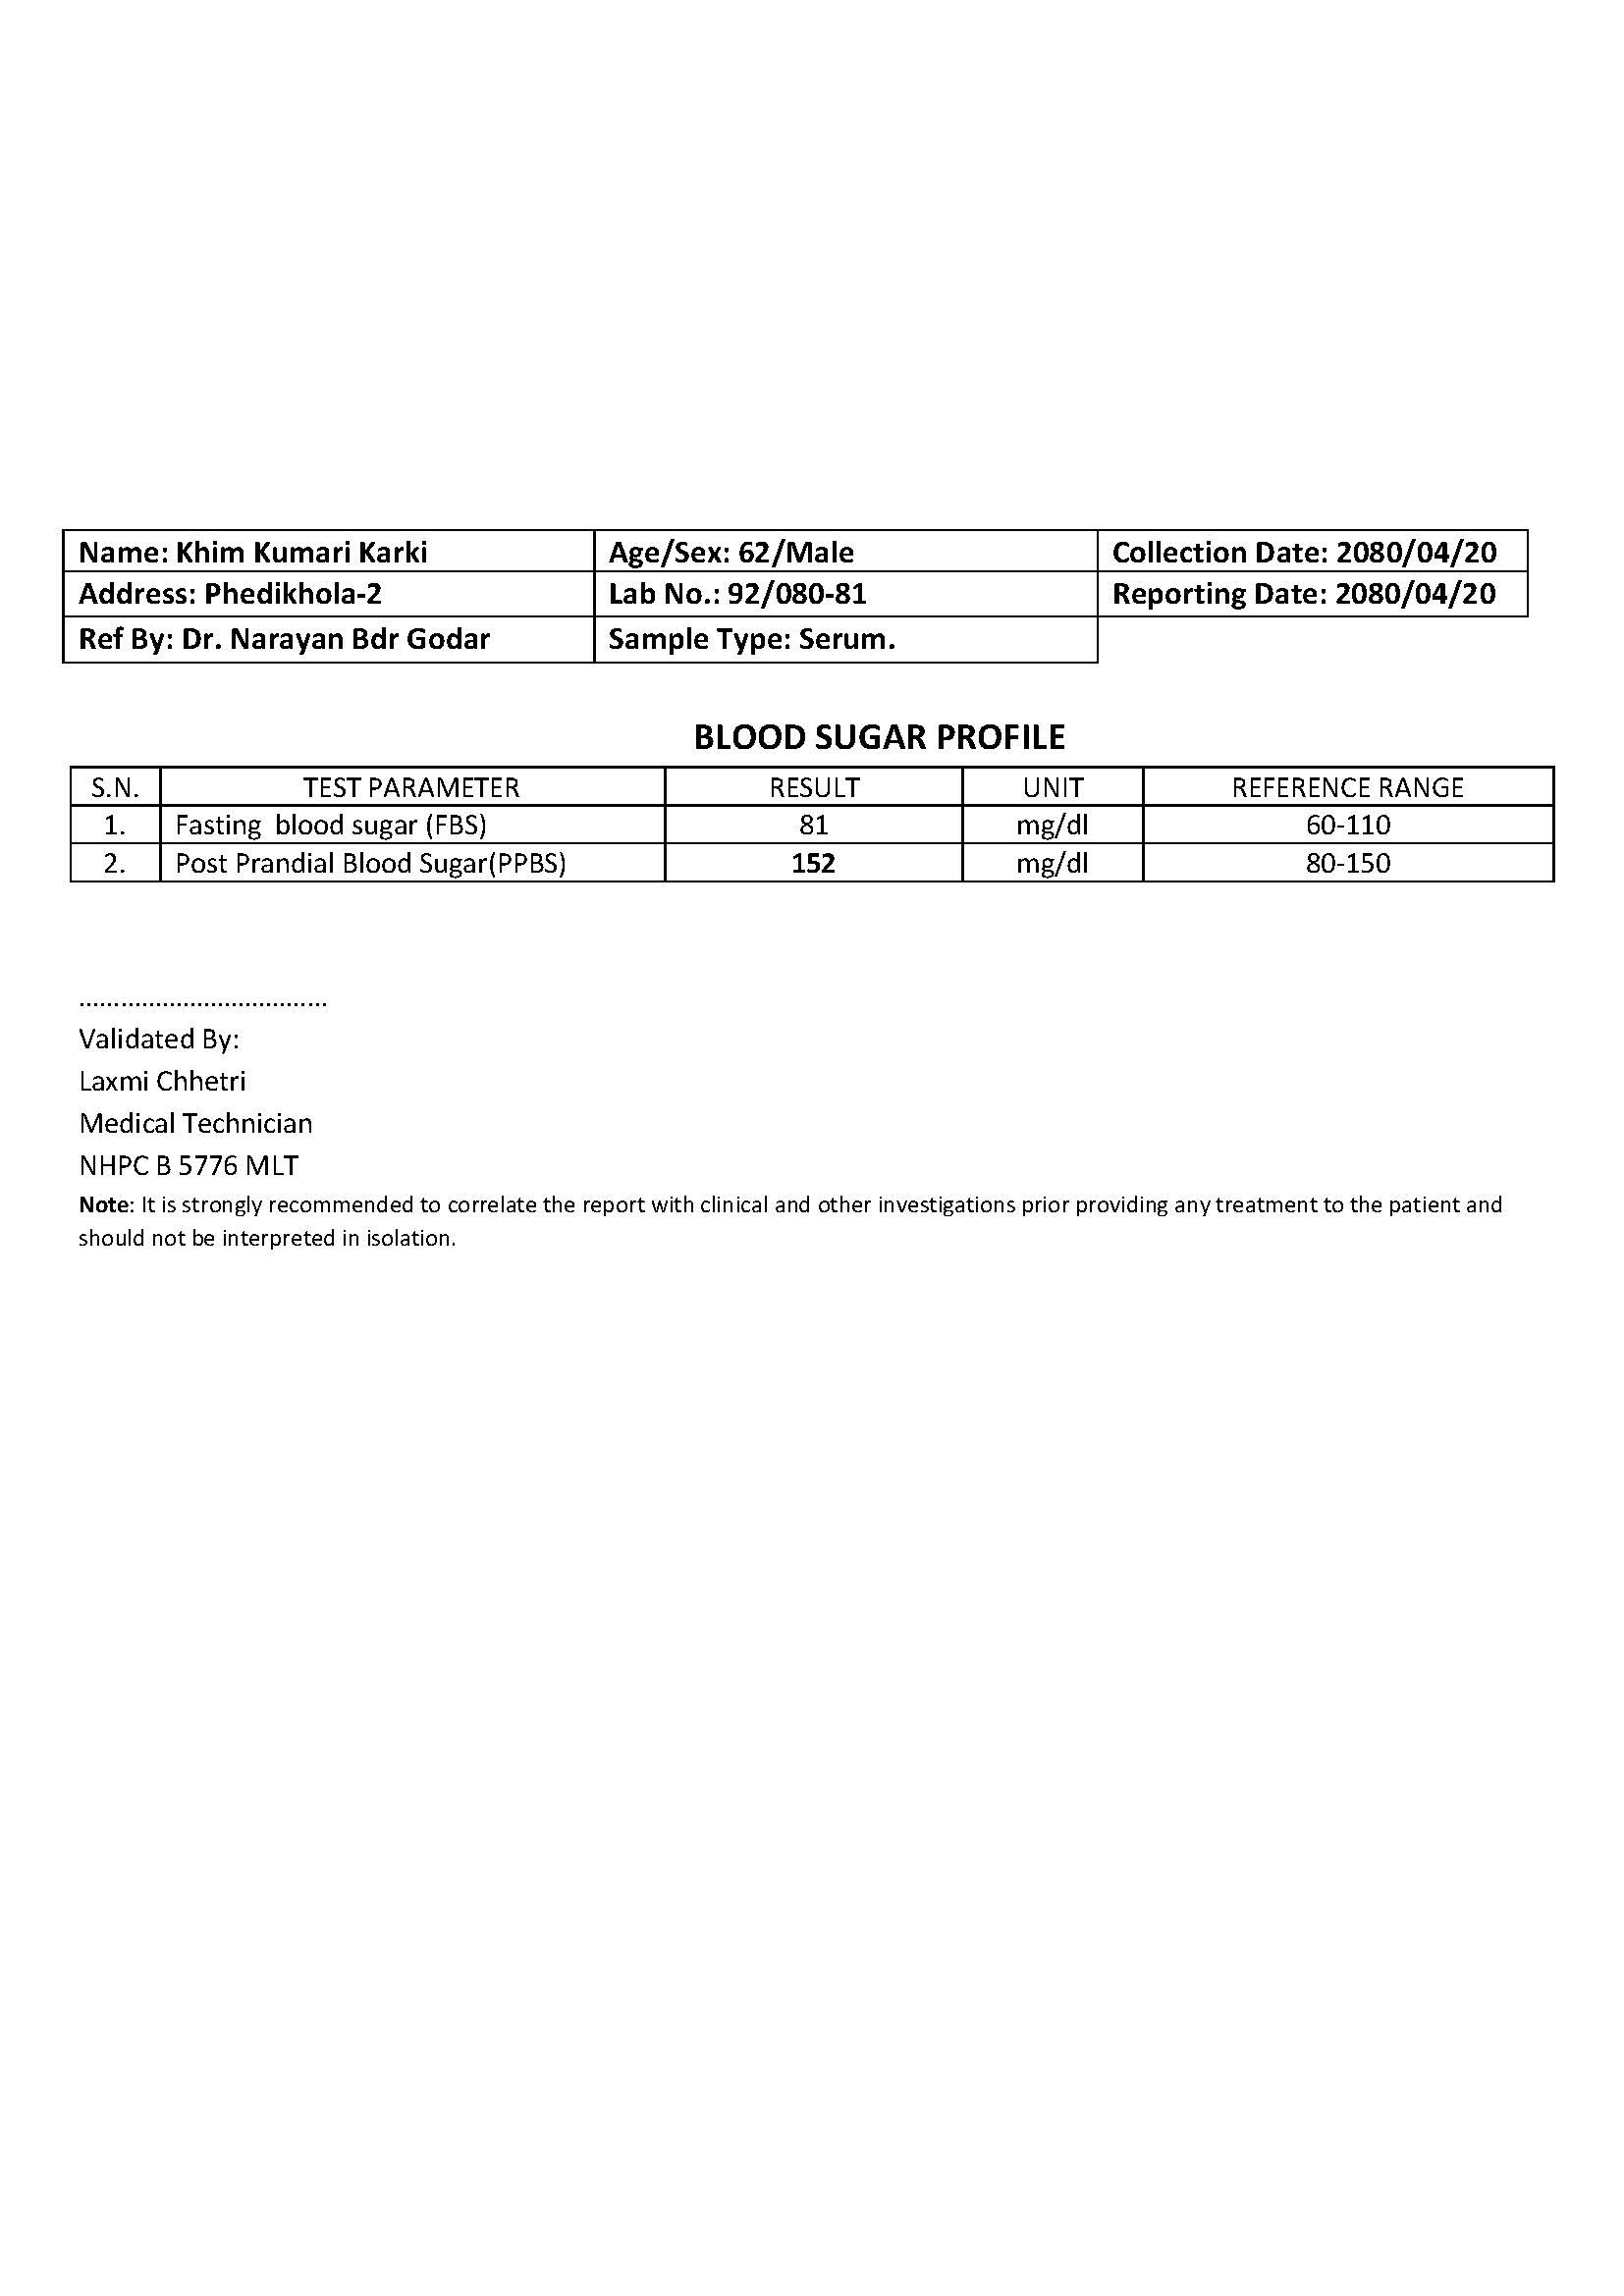 Name: Khim Kumari Karki Age/Sex: 62/Male Collection Date: 2080/04/20
Address: Phedikhola-2 Lab No.: 92/080-81 Reporting Date: 2080/04/20
Ref By: Dr. Narayan Bdr Godar Sample Type: Serum.
BLOOD SUGAR PROFILE
S.N. TEST PARAMETER RESULT UNIT REFERENCE RANGE
1. Fasting blood sugar (FBS) 81 mg/dl 60-110
2. Post Prandial Blood Sugar(PPBS) 152 mg/dl 80-150
....................................
Validated By:
Laxmi Chhetri
Medical Technician
NHPC B 5776 MLT
Note: It is strongly recommended to correlate the report with clinical and other investigations prior providing any treatment to the patient and
should not be interpreted in isolation.